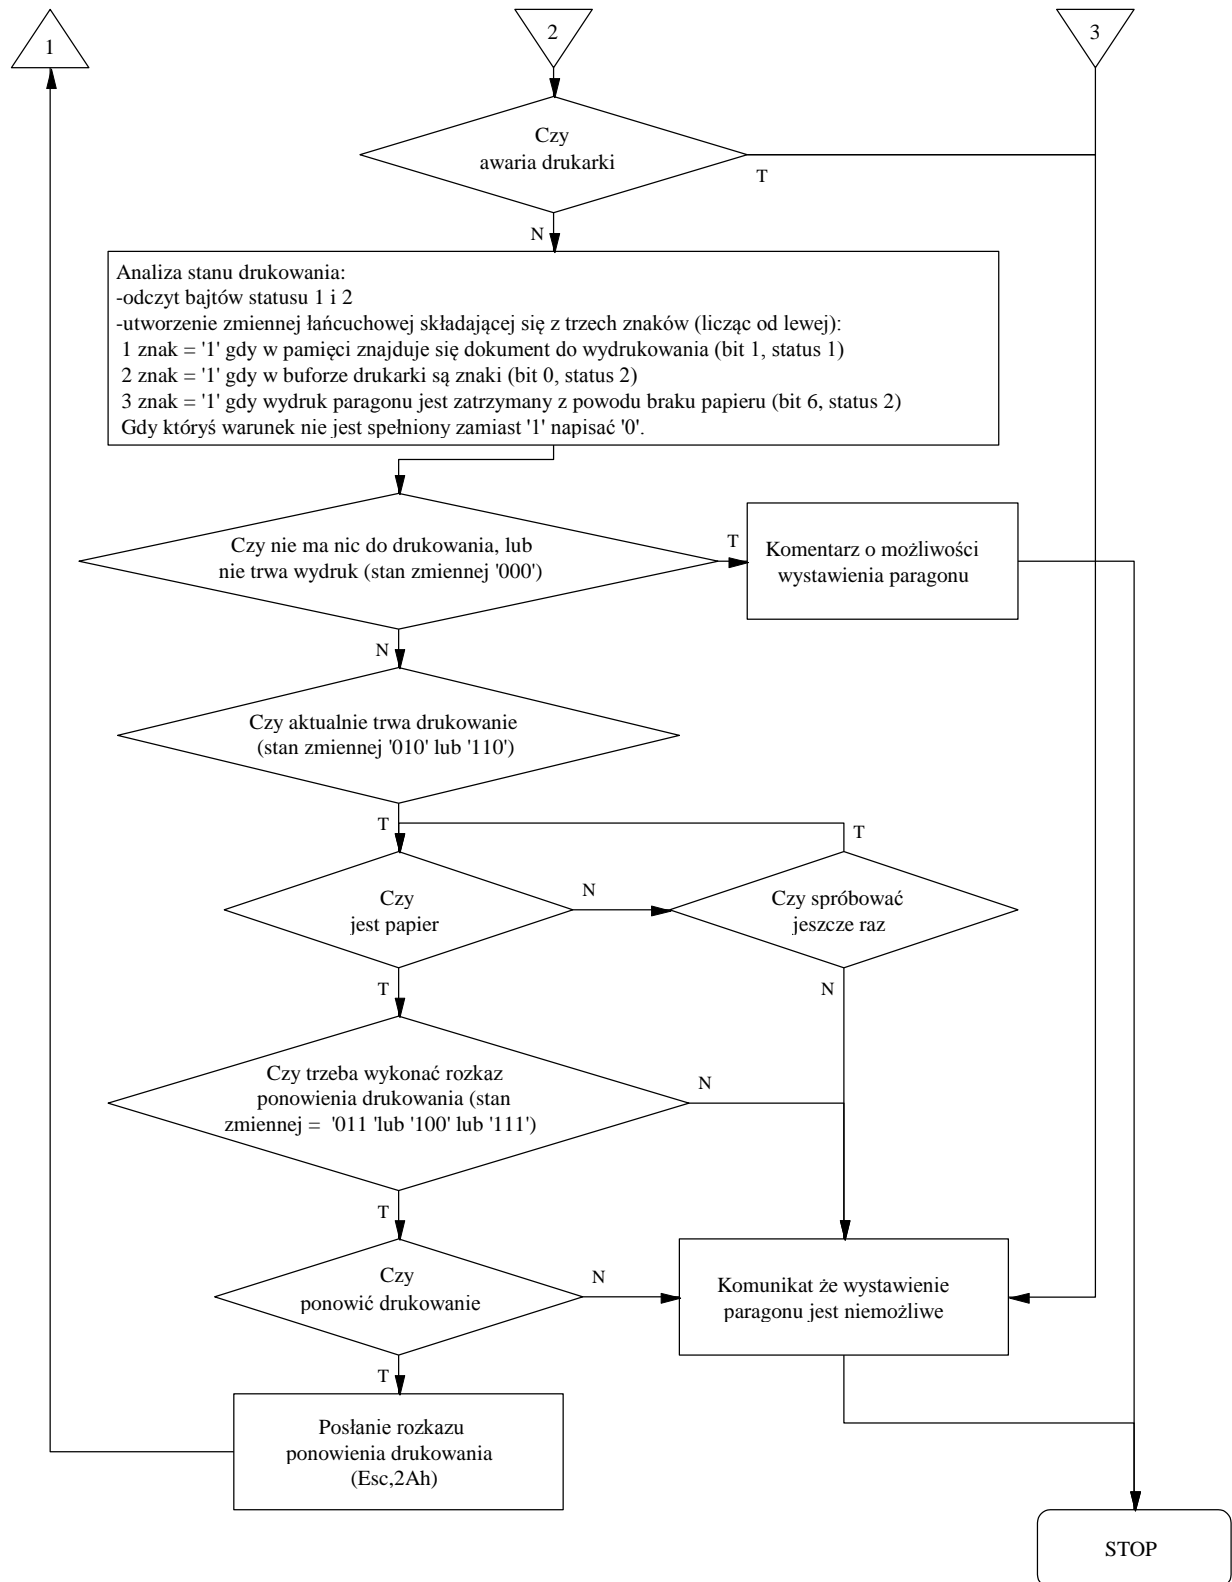 1
2
3
Czy
awaria drukarki
T
N
Analiza stanu drukowania:
-odczyt bajtów statusu 1 i 2
-utworzenie zmiennej łańcuchowej składającej się z trzech znaków (licząc od lewej):
1 znak = '1' gdy w pamięci znajduje się dokument do wydrukowania (bit 1, status 1)
2 znak = '1' gdy w buforze drukarki są znaki (bit 0, status 2)
3 znak = '1' gdy wydruk paragonu jest zatrzymany z powodu braku papieru (bit 6, status 2)
Gdy któryś warunek nie jest spełniony zamiast '1' napisać '0'.
Czy nie ma nic do drukowania, lub
nie trwa wydruk (stan zmiennej '000')
T
Komentarz o możliwości
wystawienia paragonu
N
Czy aktualnie trwa drukowanie
(stan zmiennej '010' lub '110')
T
T
Czy
jest papier
N
Czy spróbować
jeszcze raz
T
N
Czy trzeba wykonać rozkaz
ponowienia drukowania (stan
zmiennej = '011 'lub '100' lub '111')
N
T
Czy
ponowić drukowanie
N
Komunikat że wystawienie
paragonu jest niemożliwe
T
Posłanie rozkazu
ponowienia drukowania
(Esc,2Ah)
STOP